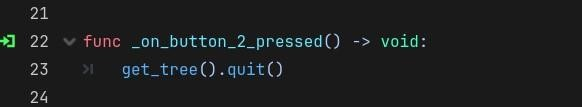 21
22 func _on_button_2_pressed() -> void:
23 get_tree().quit()
24